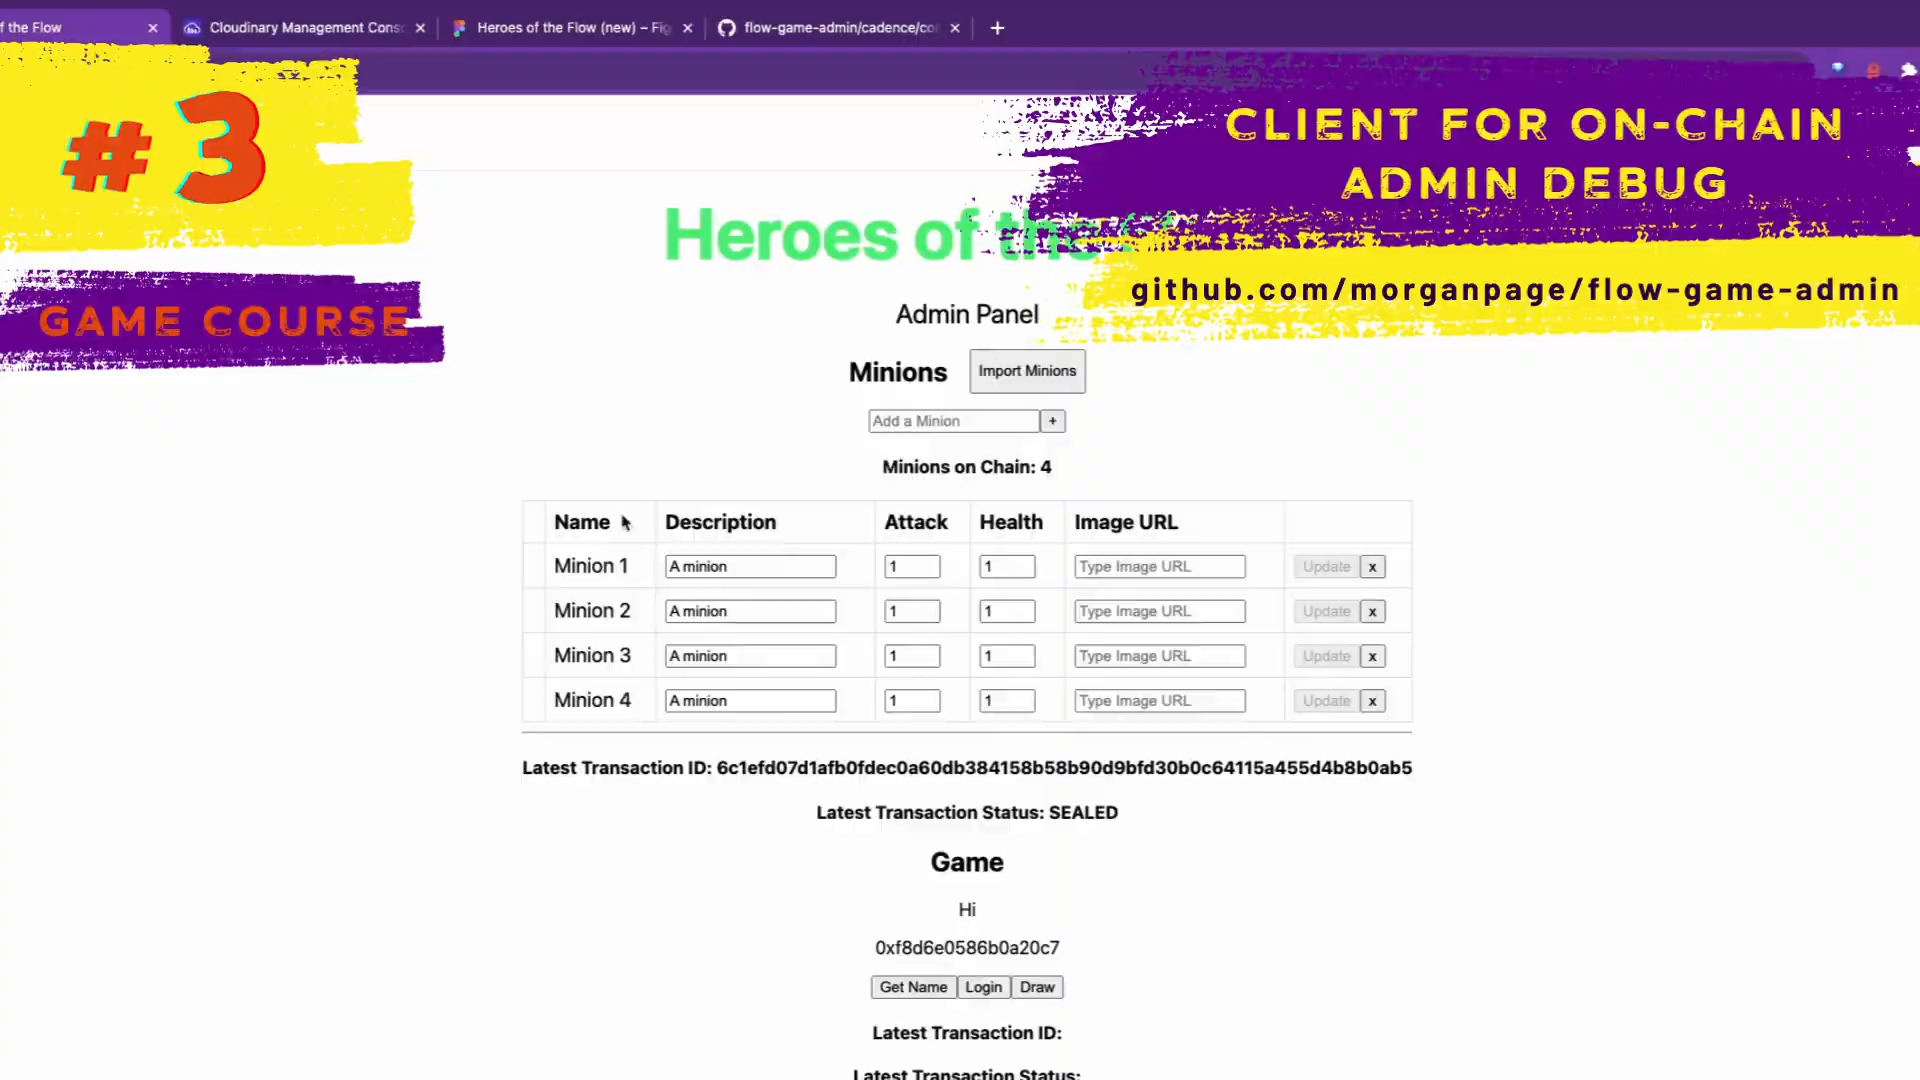 of the Flow
Cloudinary Management Conso
Heroes of the Flow (new) – Fig
flow-game-admin/cadence/co
# 3
CLIENT FOR ON-CHAIN
ADMIN DEBUG
github.com/morganpage/flow-game-admin
GAME COURSE
Heroes of the
Admin Panel
Minions Import Minions
Add a Minion +
Minions on Chain: 4
Name Description Attack Health Image URL
Minion 1 A minion 1 1 Type Image URL Update x
Minion 2 A minion 1 1 Type Image URL Update x
Minion 3 A minion 1 1 Type Image URL Update x
Minion 4 A minion 1 1 Type Image URL Update x
Latest Transaction ID: 6c1efd07d1afb0fdec0a60db384158b58b90d9bfd30b0c64115a455d4b8b0ab5
Latest Transaction Status: SEALED
Game
Hi
0xf8d6e0586b0a20c7
Get Name Login Draw
Latest Transaction ID:
Latest Transaction Status: